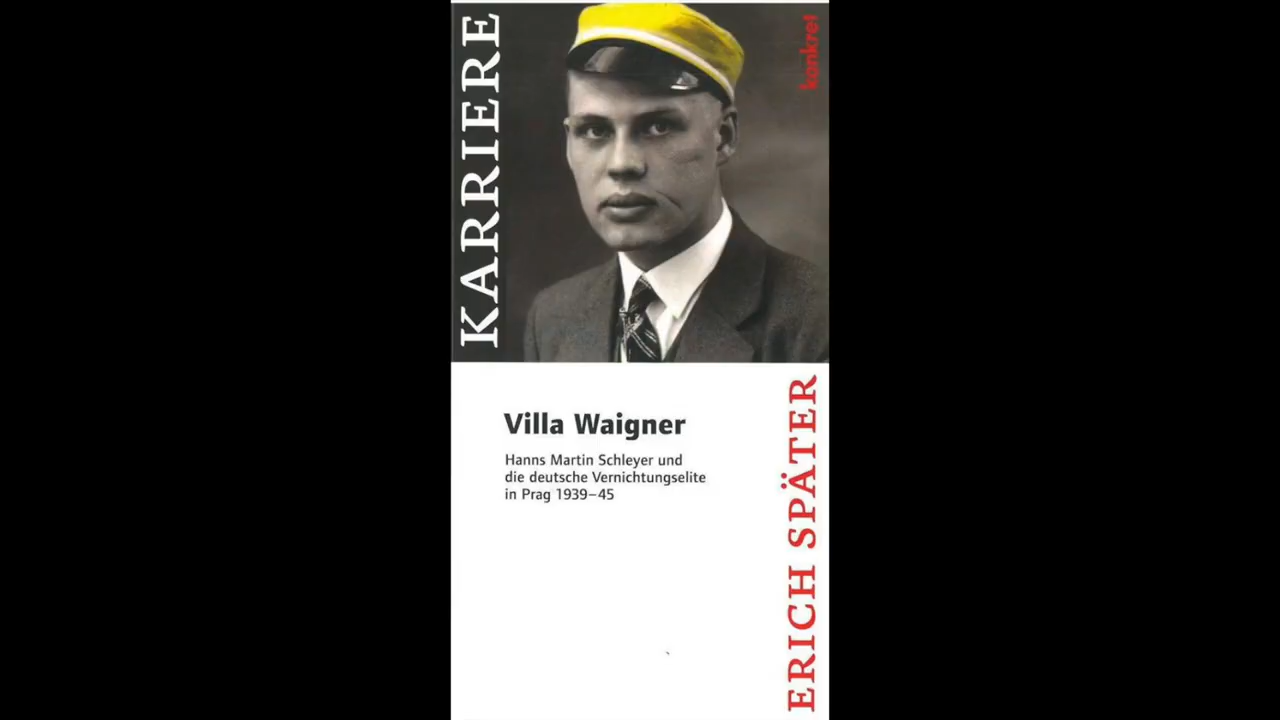 KARRIERE
konkret
Villa Waigner
Hanns Martin Schleyer und
die deutsche Vernichtungselite
in Prag 1939–45
ERICH SPÄTER